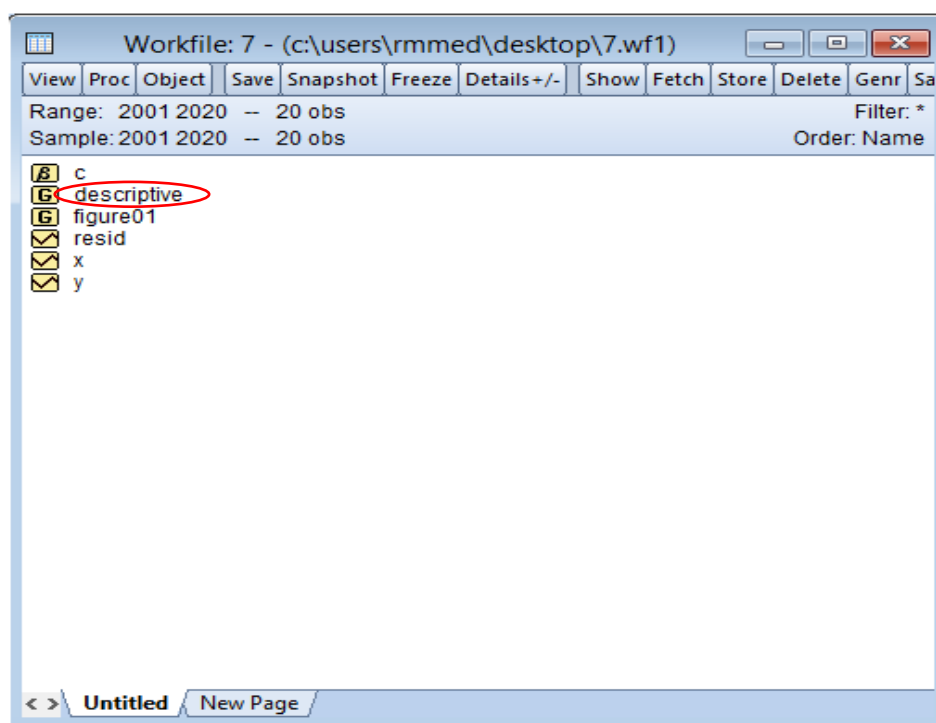 Workfile: 7 - (c:\users\rmmed\desktop\7.wf1)
View Proc Object Save Snapshot Freeze Details+/- Show Fetch Store Delete Genr Sa
Range: 2001 2020 -- 20 obs Filter: *
Sample: 2001 2020 -- 20 obs Order: Name
β c
G descriptive
G figure01
resid
x
y
< > Untitled New Page